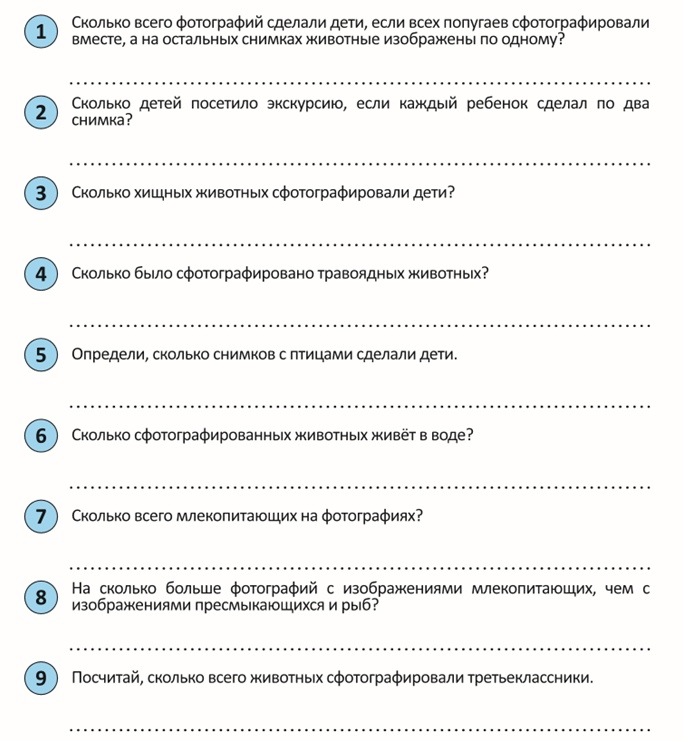 1 Сколько всего фотографий сделали дети, если всех попугаев сфотографировали
вместе, а на остальных снимках животные изображены по одному?
2 Сколько детей посетило экскурсию, если каждый ребенок сделал по два
снимка?
3 Сколько хищных животных сфотографировали дети?
4 Сколько было сфотографировано травоядных животных?
5 Определи, сколько снимков с птицами сделали дети.
6 Сколько сфотографированных животных живёт в воде?
7 Сколько всего млекопитающих на фотографиях?
8 На сколько больше фотографий с изображениями млекопитающих, чем с
изображениями пресмыкающихся и рыб?
9 Посчитай, сколько всего животных сфотографировали третьеклассники.